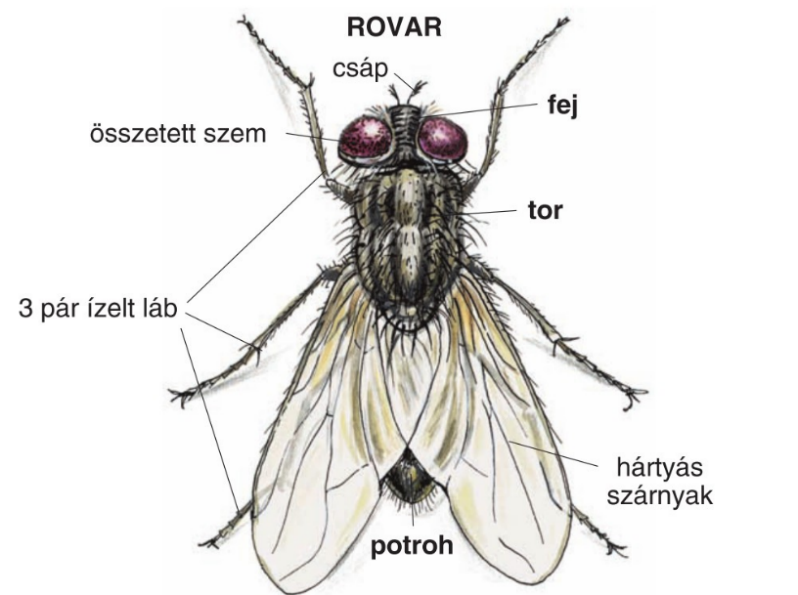 ROVAR
csáp
fej
összetett szem
tor
3 pár ízelt láb
hártyás
szárnyak
potroh